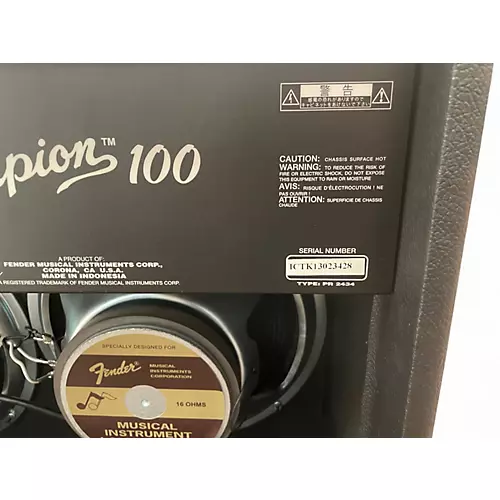 pion™ 100
警告
CAUTION: CHASSIS SURFACE HOT
WARNING: TO REDUCE THE RISK OF
FIRE OR ELECTRIC SHOCK, DO NOT EXPOSE
THIS EQUIPMENT TO RAIN OR MOISTURE
AVIS: RISQUE D'ÉLECTROCUTION ! NE
PAS OUVRIR !
ATTENTION: SUPERFICIE DE CHASSIS
CHAUDE
A PRODUCT OF:
FENDER MUSICAL INSTRUMENTS CORP.,
CORONA, CA U.S.A.
MADE IN INDONESIA
A REGISTERED TRADEMARK OF FENDER MUSICAL INSTRUMENTS CORP.
SERIAL NUMBER
ICTK13023428
TYPE: PR 2434
SPECIALLY DESIGNED FOR
Fender
MUSICAL
INSTRUMENTS
CORPORATION
16 OHMS
MUSICAL
INSTRUMENT